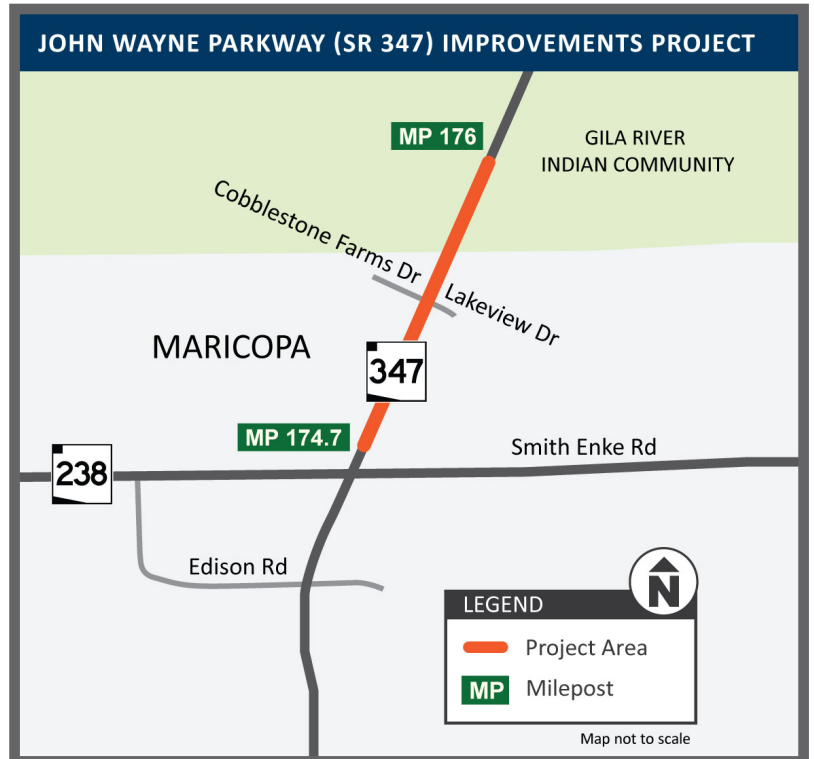 JOHN WAYNE PARKWAY (SR 347) IMPROVEMENTS PROJECT
MP 176
GILA RIVER
INDIAN COMMUNITY
Cobblestone Farms Dr
Lakeview Dr
MARICOPA
347
MP 174.7
Smith Enke Rd
238
Edison Rd
N
LEGEND
Project Area
MP Milepost
Map not to scale